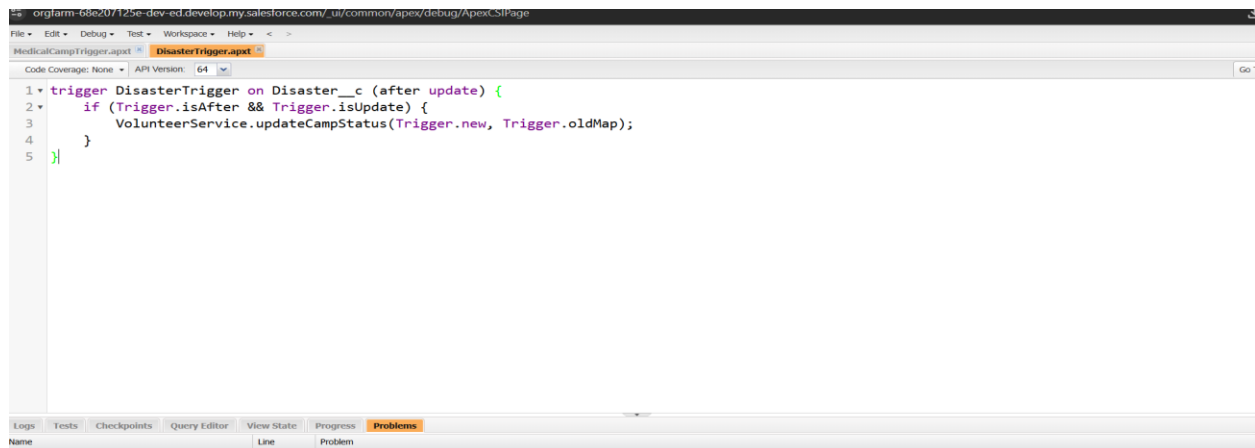 orgfarm-68e207125e-dev-ed.develop.my.salesforce.com/_ui/common/apex/debug/ApexCSIPage
File Edit Debug Test Workspace Help < >
MedicalCampTrigger.apxt DisasterTrigger.apxt
Code Coverage: None API Version: 64 Go
1 trigger DisasterTrigger on Disaster__c (after update) {
2 if (Trigger.isAfter && Trigger.isUpdate) {
3 VolunteerService.updateCampStatus(Trigger.new, Trigger.oldMap);
4 }
5 }
Logs Tests Checkpoints Query Editor View State Progress Problems
Name Line Problem